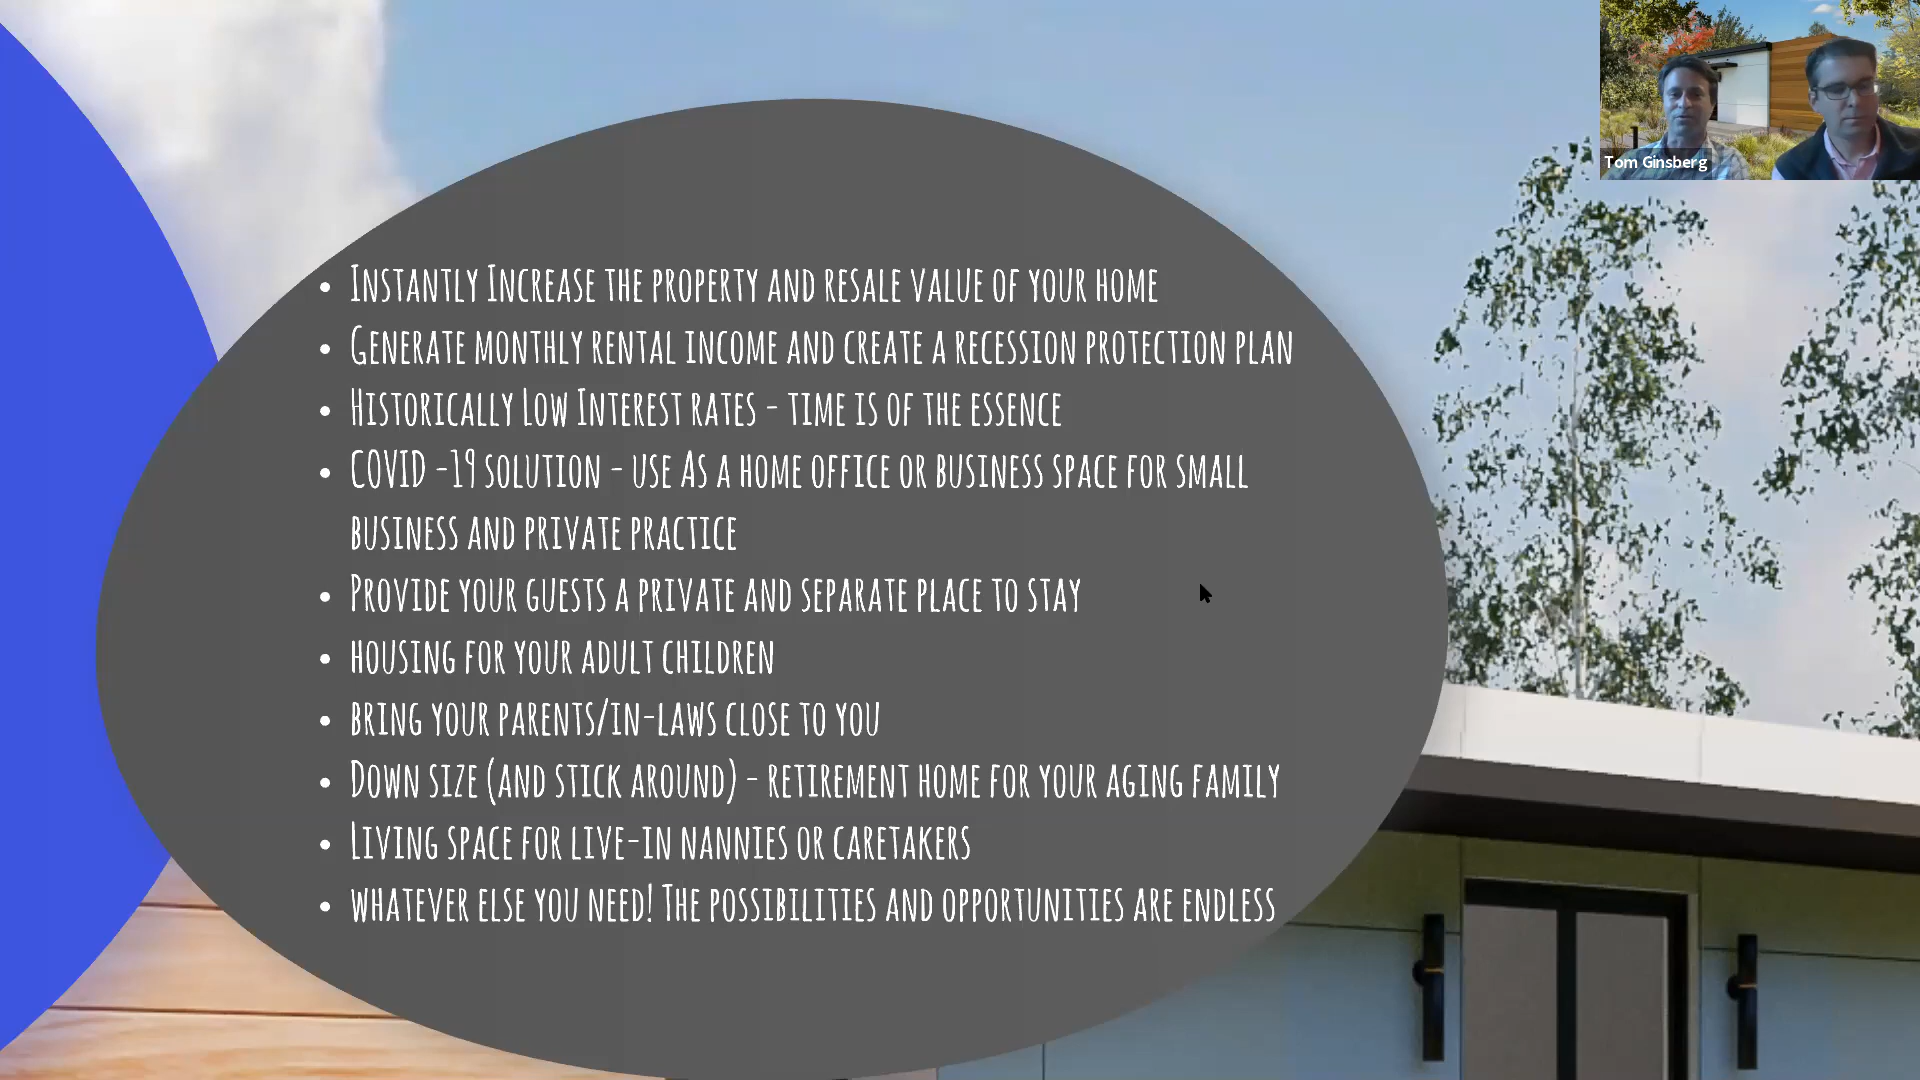 Tom Ginsberg
• Instantly Increase the property and resale value of your home
• Generate monthly rental income and create a recession protection plan
• Historically Low Interest rates - time is of the essence
• COVID -19 solution - use As a home office or business space for small
business and private practice
• Provide your guests a private and separate place to stay
• housing for your adult children
• bring your parents/in-laws close to you
• Down size (and stick around) - retirement home for your aging family
• Living space for live-in nannies or caretakers
• whatever else you need! The possibilities and opportunities are endless